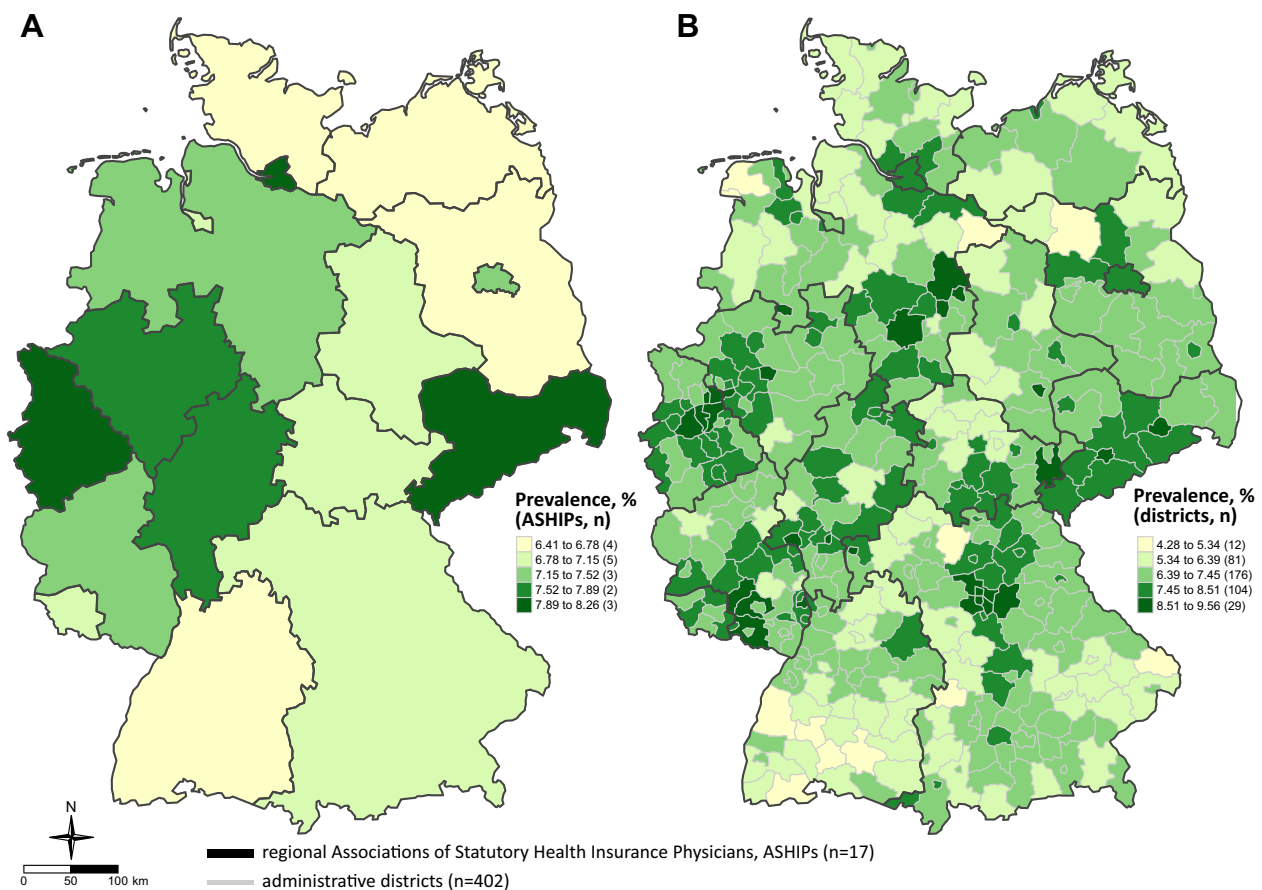 A
B
Prevalence, %
(ASHIPs, n)
6.41 to 6.78 (4)
6.78 to 7.15 (5)
7.15 to 7.52 (3)
7.52 to 7.89 (2)
7.89 to 8.26 (3)
Prevalence, %
(districts, n)
4.28 to 5.34 (12)
5.34 to 6.39 (81)
6.39 to 7.45 (176)
7.45 to 8.51 (104)
8.51 to 9.56 (29)
N
0 50 100 km
regional Associations of Statutory Health Insurance Physicians, ASHIPs (n=17)
administrative districts (n=402)